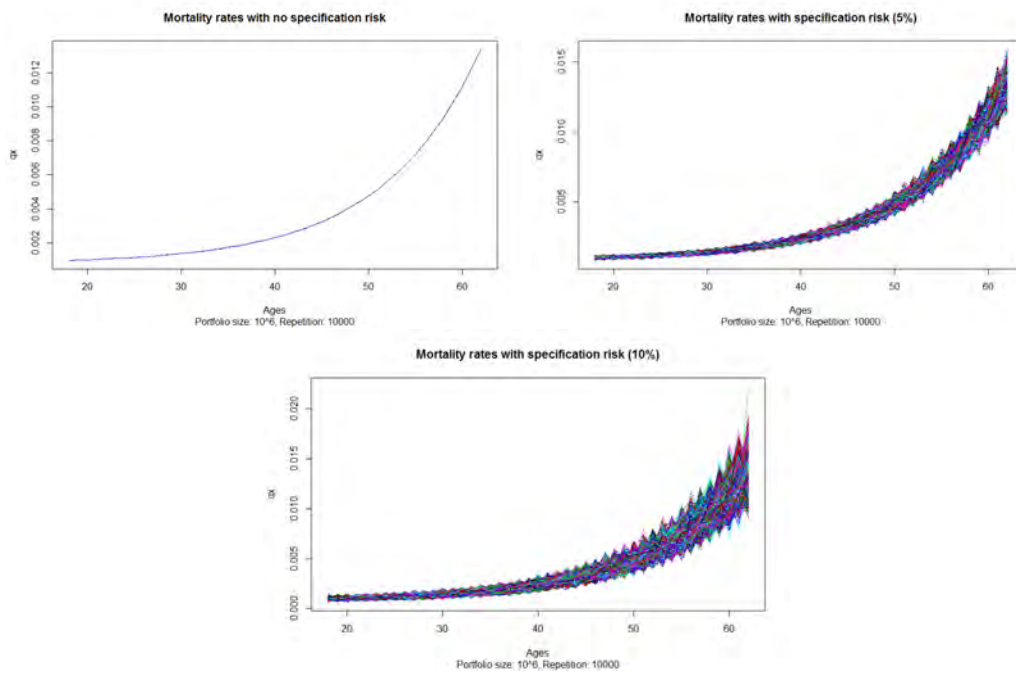 Mortality rates with no specification risk
qx
0.012
0.010
0.008
0.006
0.004
0.002
20 30 40 50 60
Ages
Portfolio size: 10^6, Repetition: 10000
Mortality rates with specification risk (5%)
qx
0.015
0.010
0.005
20 30 40 50 60
Ages
Portfolio size: 10^6, Repetition: 10000
Mortality rates with specification risk (10%)
qx
0.020
0.015
0.010
0.005
0.000
20 30 40 50 60
Ages
Portfolio size: 10^6, Repetition: 10000